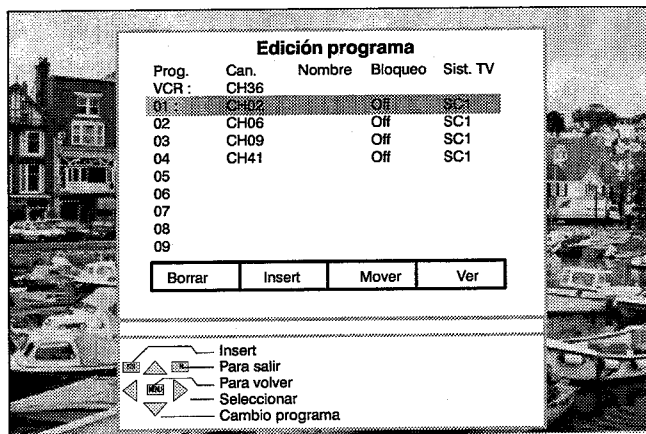 Edición programa
Prog. Can. Nombre Bloqueo Sist. TV
VCR : CH36
01 : CH02 Off SC1
02 CH06 Off SC1
03 CH09 Off SC1
04 CH41 Off SC1
05
06
07
08
09
Borrar Insert Mover Ver
Insert
Para salir
MENU Para volver
Seleccionar
Cambio programa